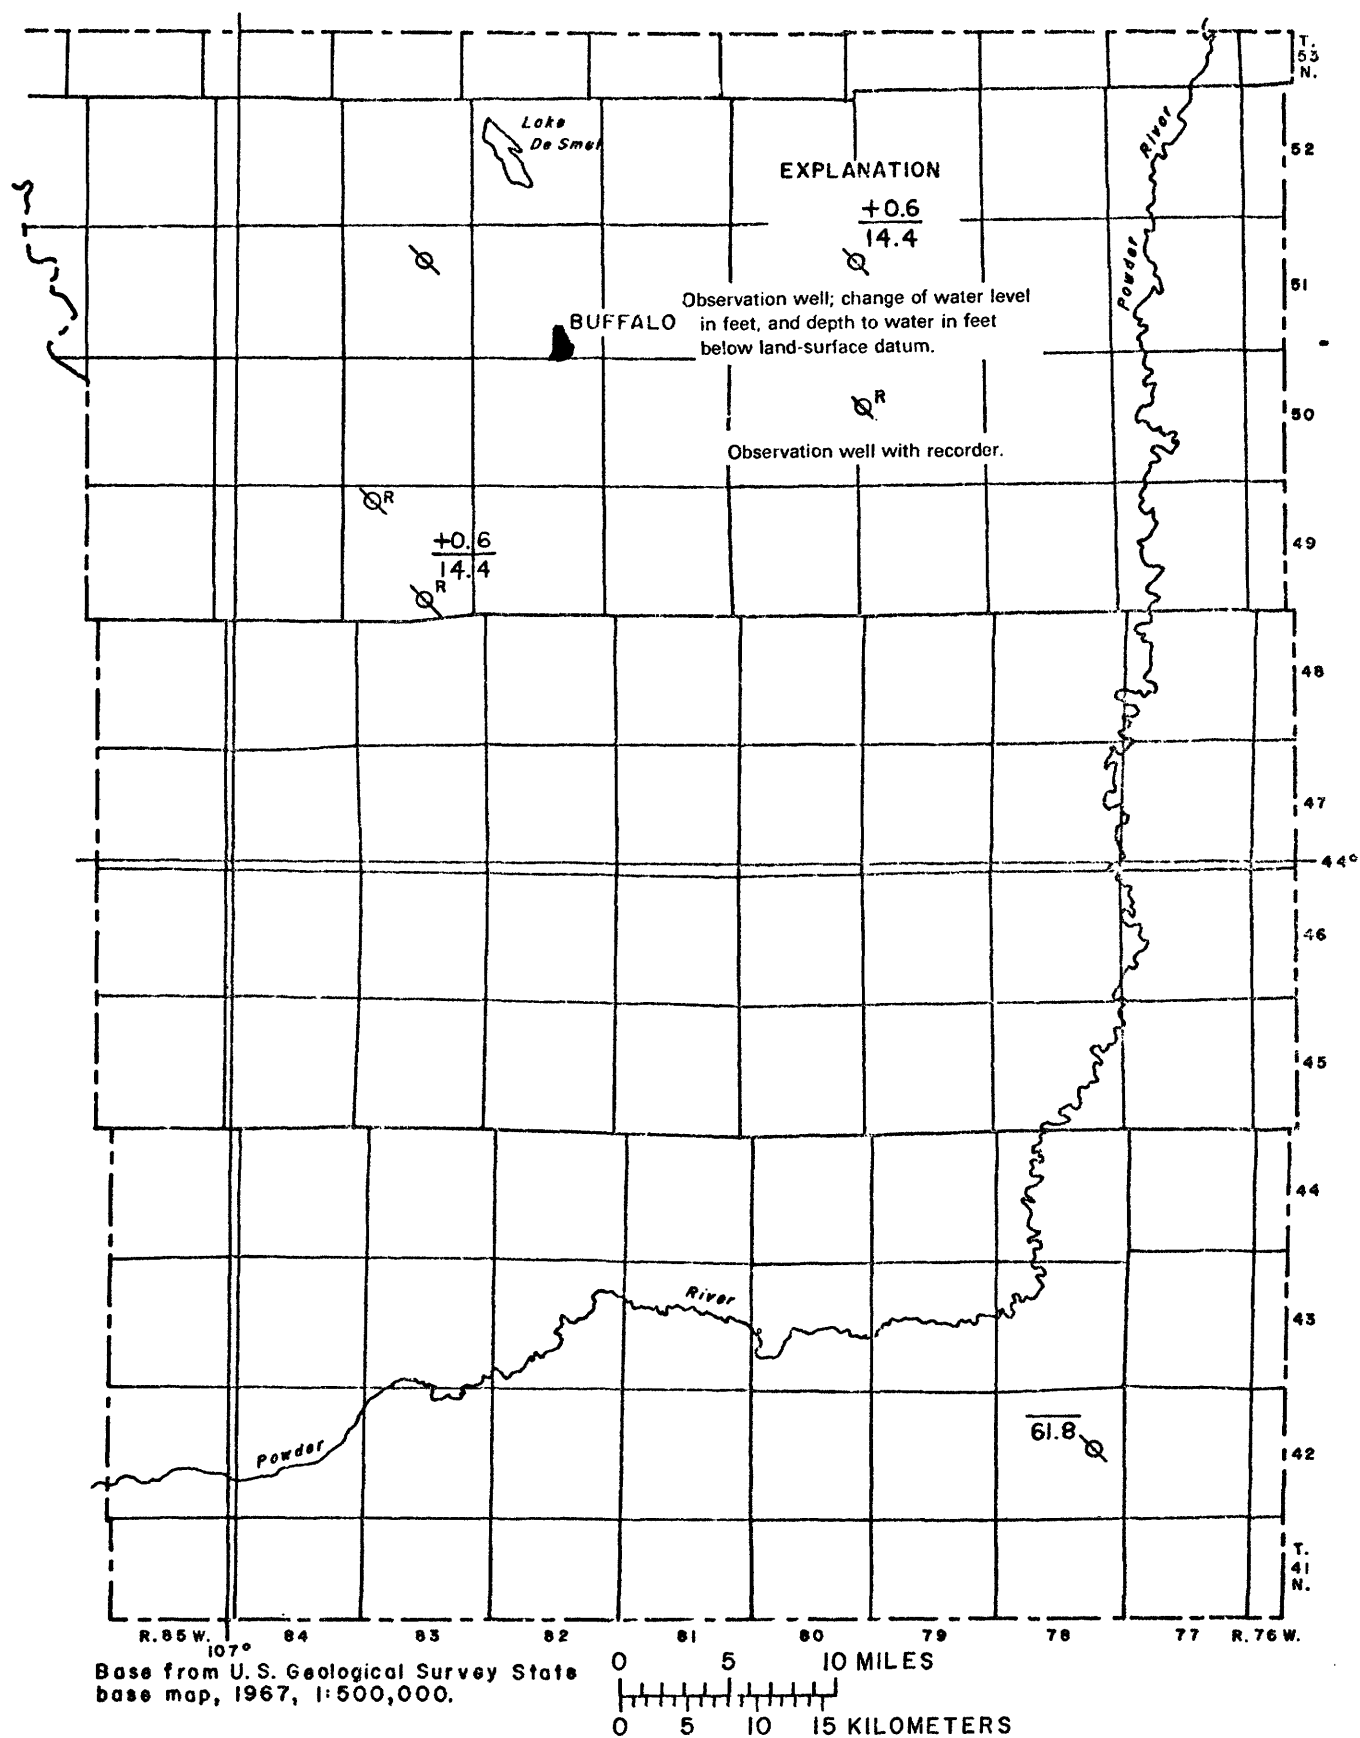 T.
53
N.
Lake
De Smet
52
River
EXPLANATION
+0.6
14.4
Powder
51
Observation well; change of water level
in feet, and depth to water in feet
below land-surface datum.
BUFFALO
R
50
Observation well with recorder.
R
+0.6
14.4
R
49
48
47
44°
46
45
44
River
43
61.8
42
Powder
T.
41
N.
R. 85 W. 84 83 82 81 80 79 78 77 R. 76 W.
107°
Base from U.S. Geological Survey State
base map, 1967, 1:500,000.
0 5 10 MILES
0 5 10 15 KILOMETERS